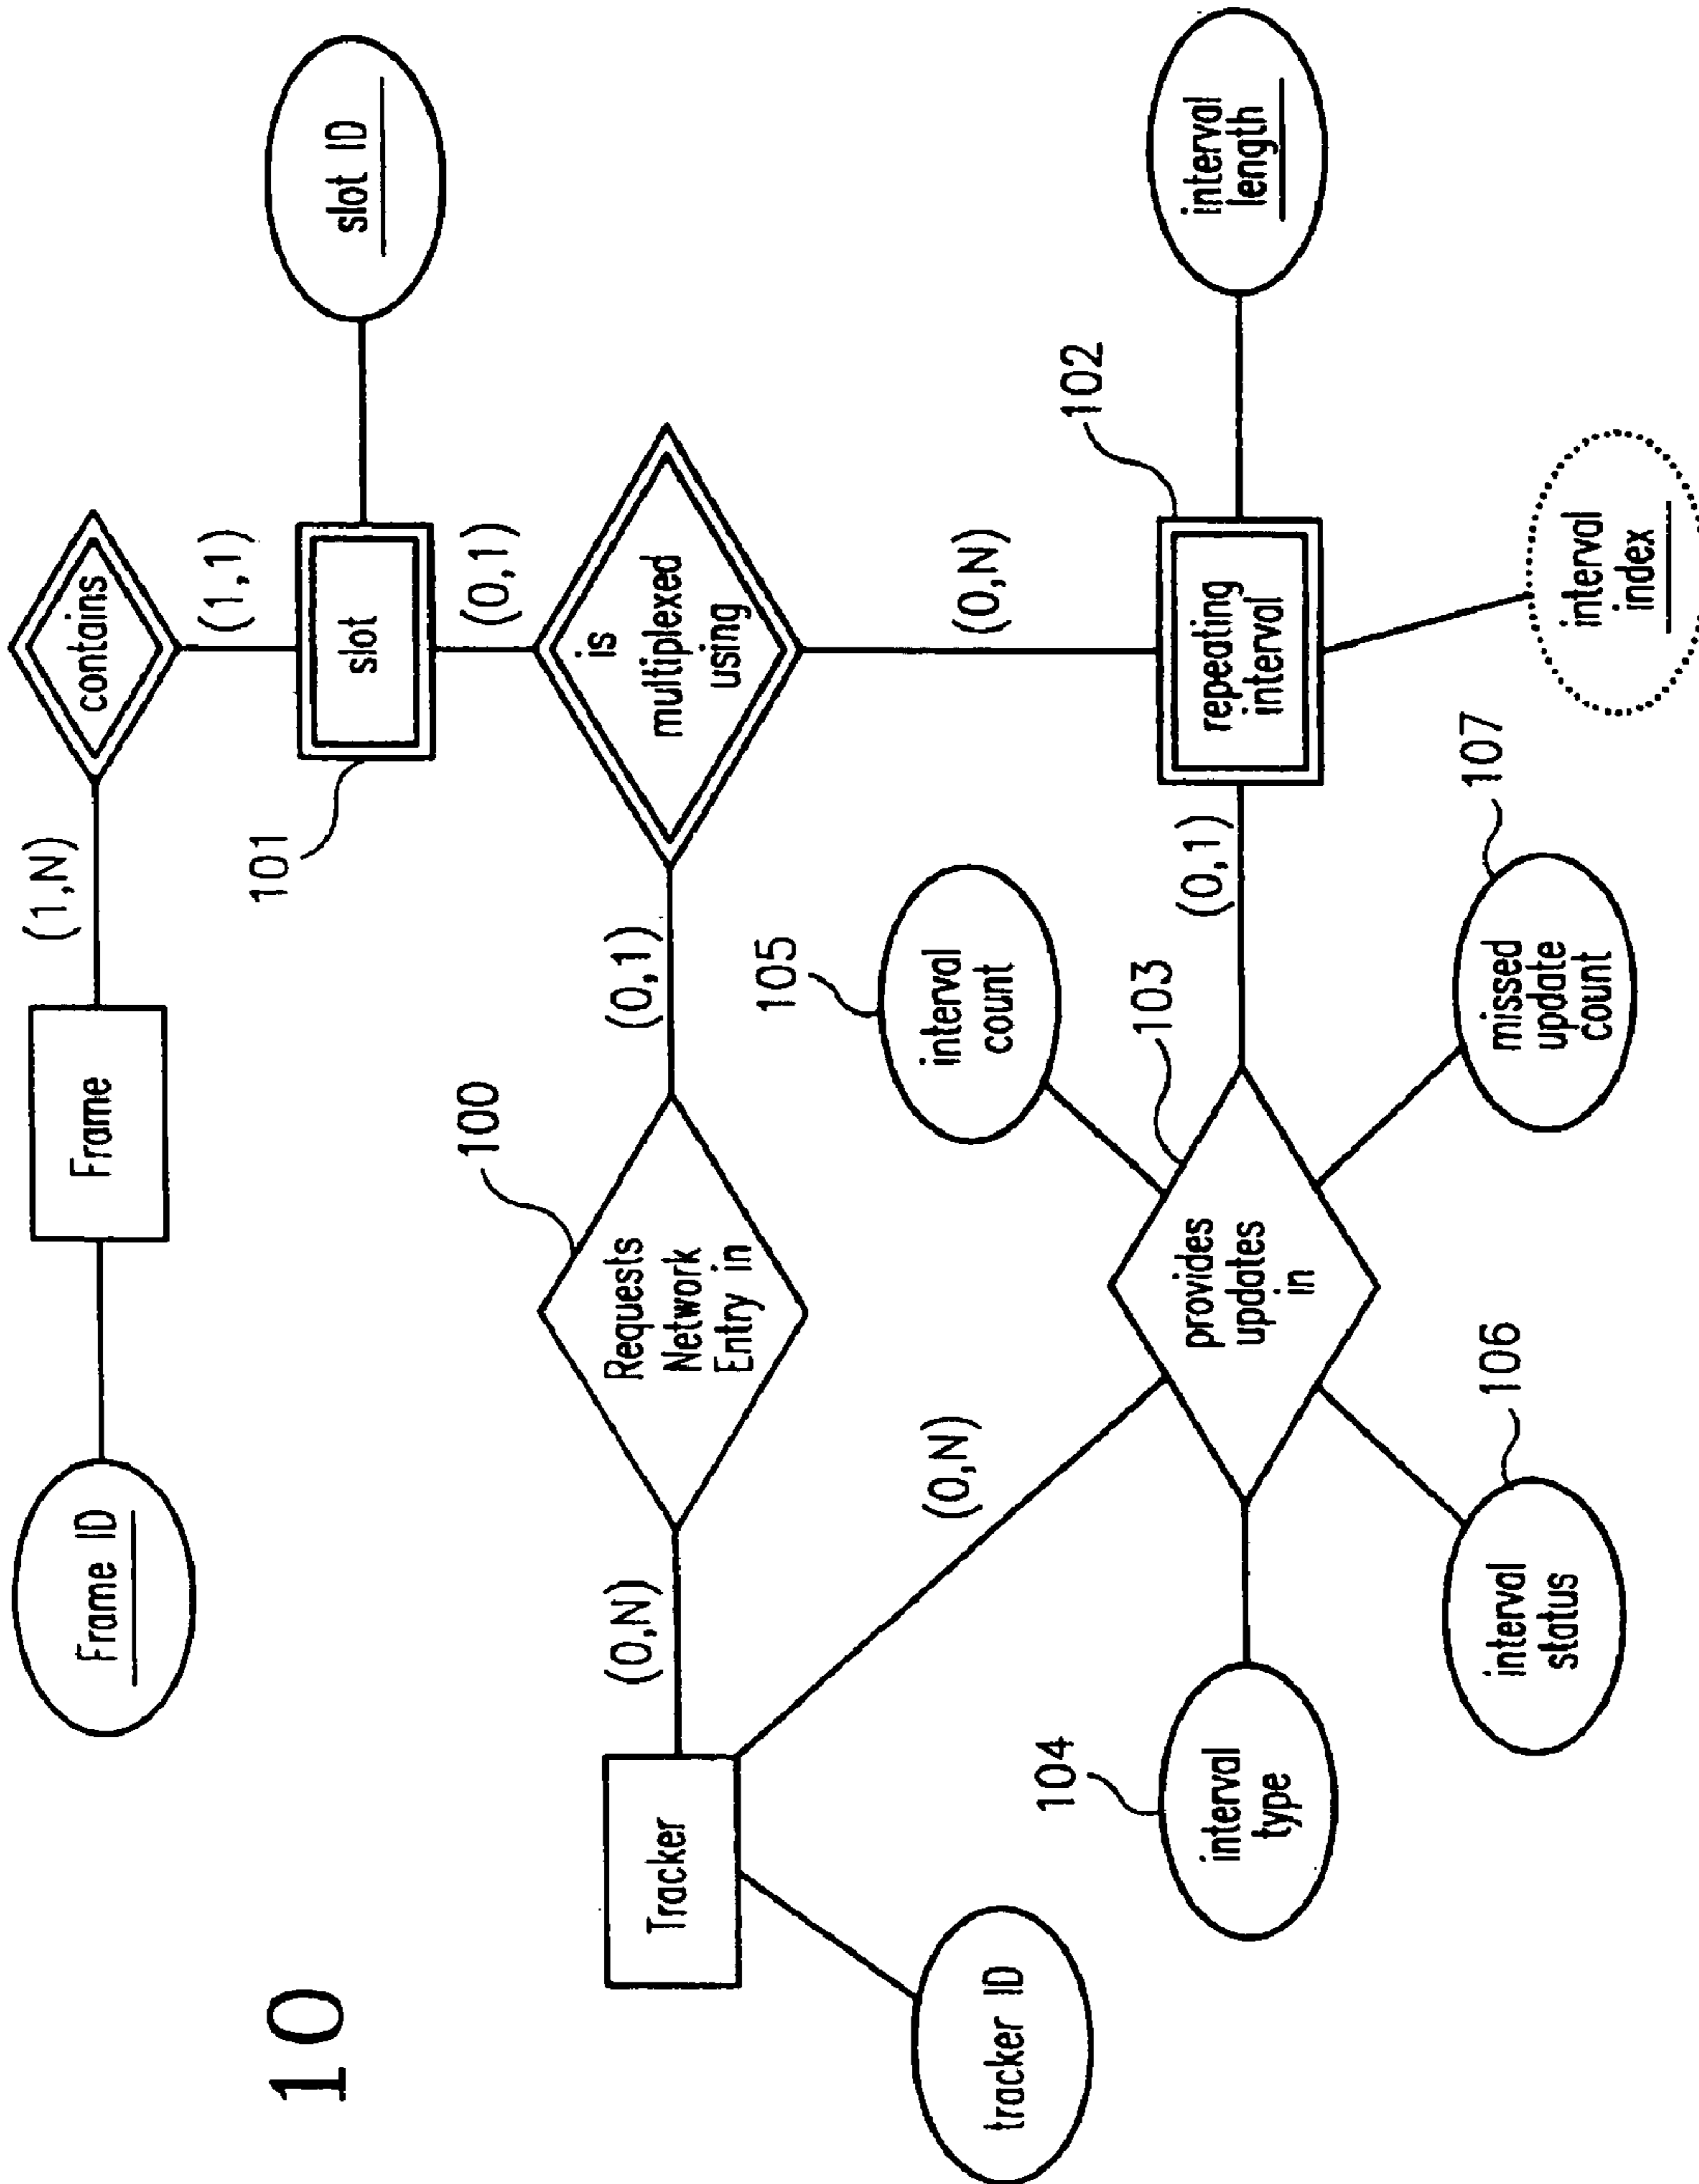 10
Frame ID
Frame
(1,N)
contains
(1,1)
slot
101
slot ID
(0,1)
is
multiplexed
using
(0,1)
100
Requests
Network
Entry in
(0,N)
Tracker
tracker ID
(0,N)
(0,N)
repeating
interval
102
interval
length
interval
index
(0,1)
provides
updates
in
103
interval
type
104
interval
count
105
interval
status
106
missed
update
count
107